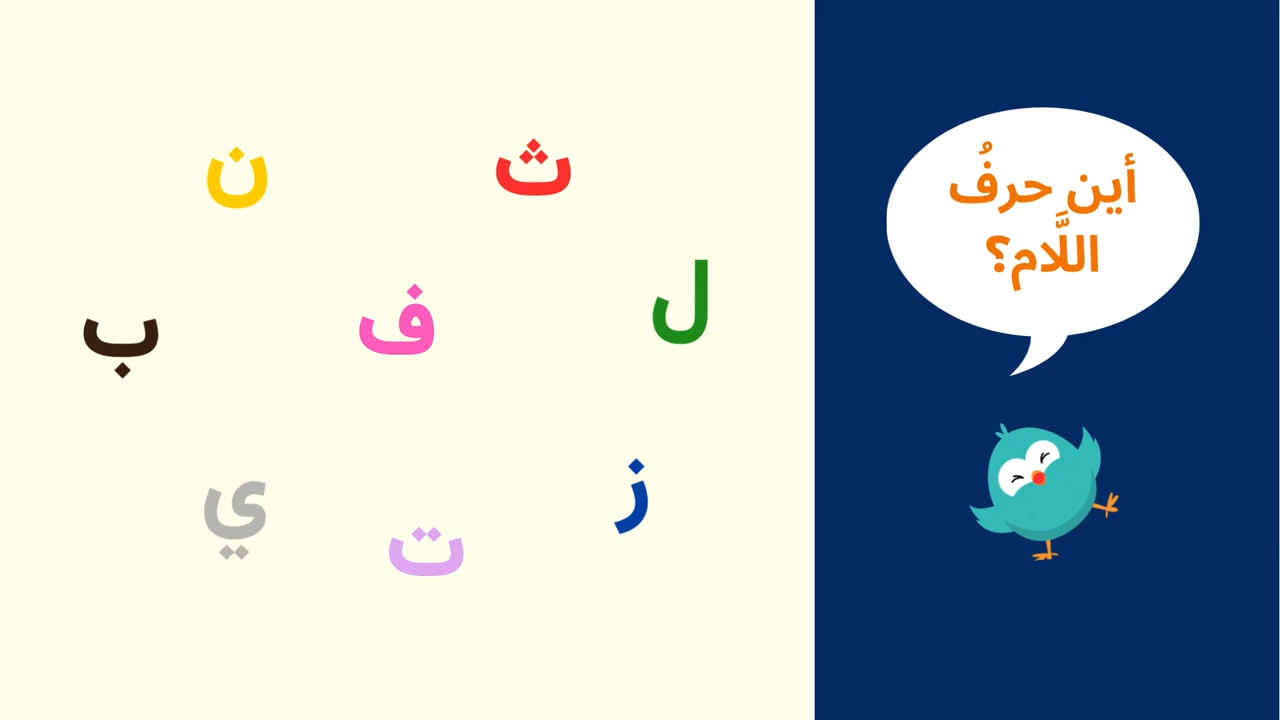 ث ن
ل
ف
ب
ز
ي
ت
أين حرفُ
اللَّام؟